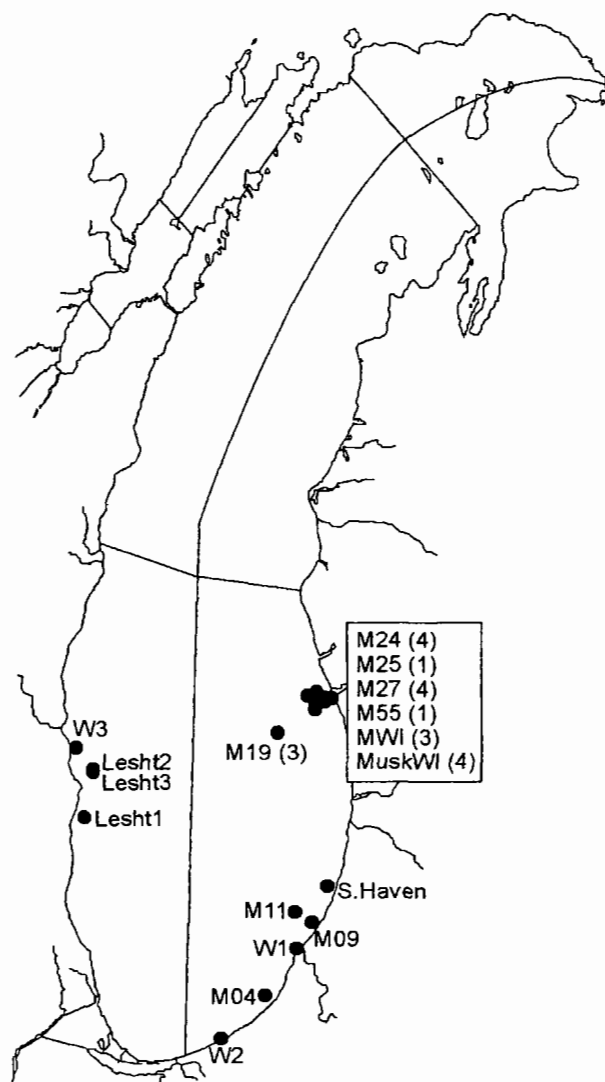 M24 (4)
M25 (1)
M27 (4)
M55 (1)
MWI (3)
MuskWI (4)
W3
M19 (3)
Lesht2
Lesht3
Lesht1
S.Haven
M11
M09
W1
M04
W2